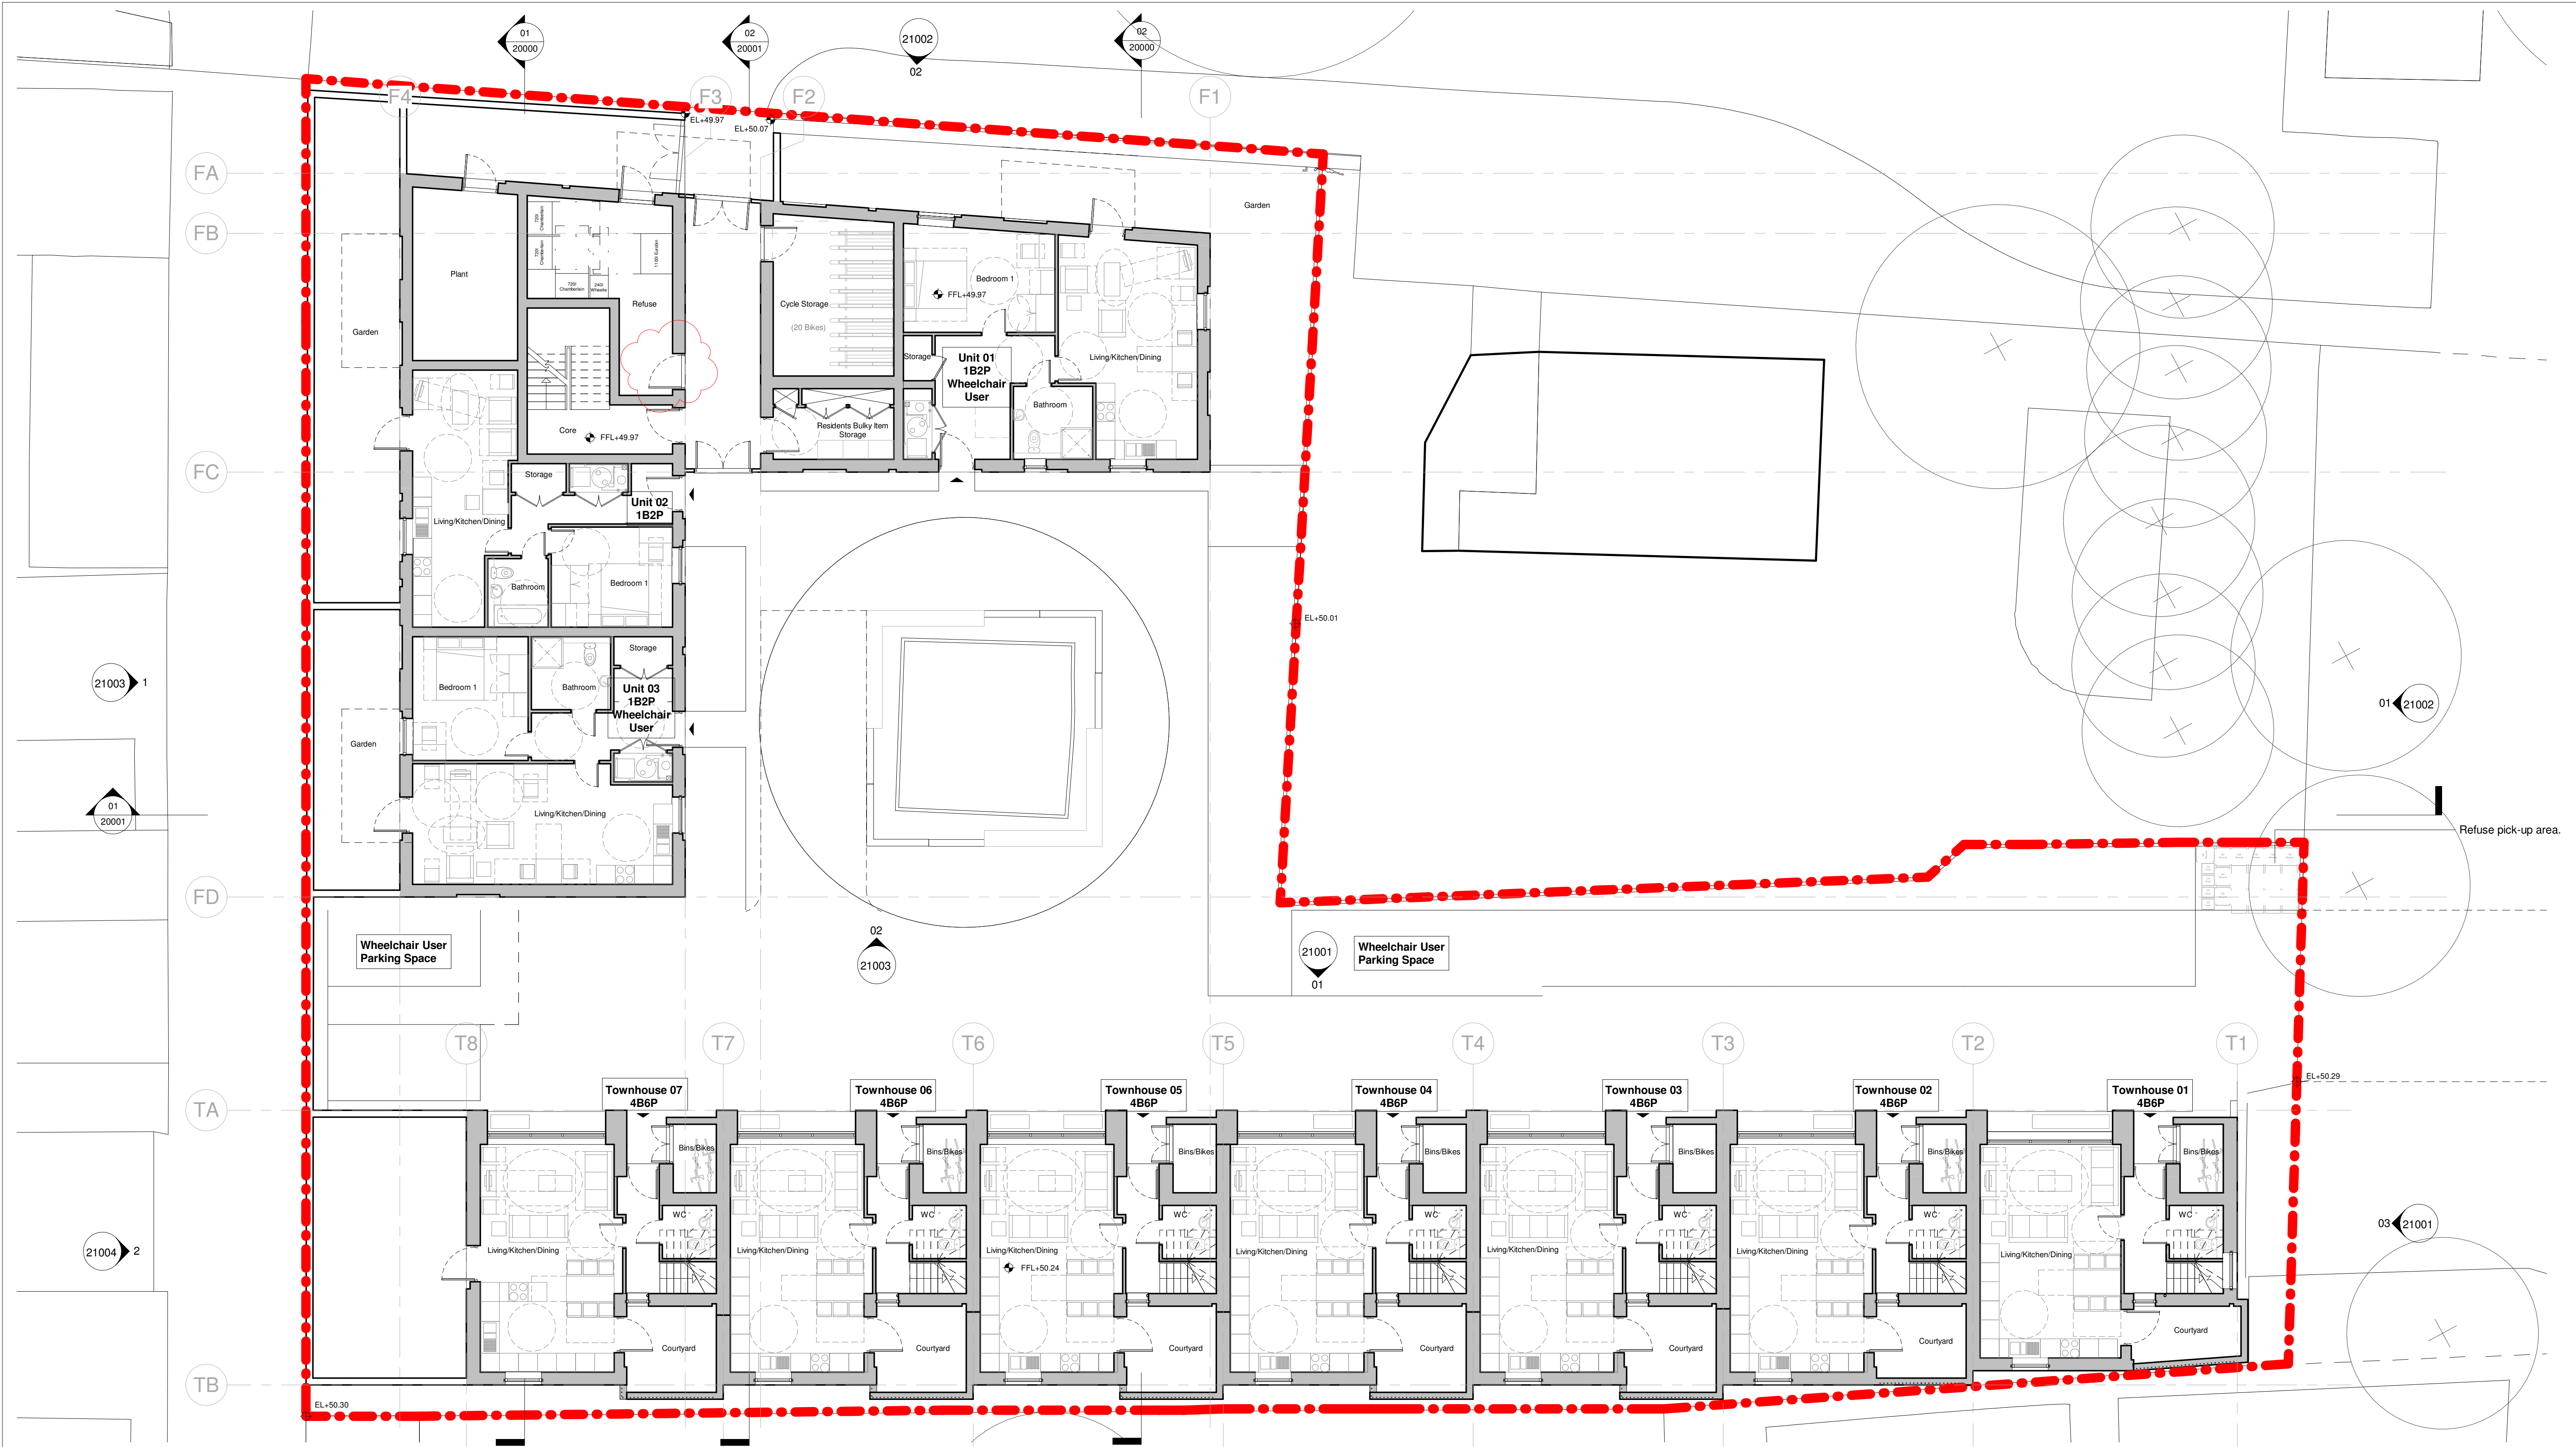 01
20000
02
20001
21002
02
02
20000
F4
F3
F2
F1
EL+49.97
EL+50.07
FA
Garden
FB
720l
Chamberlain
720l
Chamberlain
1100l Eurobin
720l
Chamberlain
240l
Wheelie
Plant
Refuse
Garden
Cycle Storage
(20 Bikes)
Bedroom 1
FFL+49.97
Storage
Unit 01
1B2P
Wheelchair
User
Living/Kitchen/Dining
Bathroom
Core
FFL+49.97
Residents Bulky Item
Storage
FC
Storage
Unit 02
1B2P
Living/Kitchen/Dining
Bathroom
Bedroom 1
EL+50.01
Storage
21003
1
Bedroom 1
Bathroom
Unit 03
1B2P
Wheelchair
User
01
21002
Garden
01
20001
Living/Kitchen/Dining
Refuse pick-up area.
FD
Wheelchair User
Parking Space
02
21003
21001
01
Wheelchair User
Parking Space
T8
T7
T6
T5
T4
T3
T2
T1
EL+50.29
TA
Townhouse 07
4B6P
Townhouse 06
4B6P
Townhouse 05
4B6P
Townhouse 04
4B6P
Townhouse 03
4B6P
Townhouse 02
4B6P
Townhouse 01
4B6P
Bins/Bikes
Bins/Bikes
Bins/Bikes
Bins/Bikes
Bins/Bikes
Bins/Bikes
Bins/Bikes
WC
WC
WC
WC
WC
WC
WC
03
21001
21004
2
Living/Kitchen/Dining
Living/Kitchen/Dining
Living/Kitchen/Dining
Living/Kitchen/Dining
Living/Kitchen/Dining
Living/Kitchen/Dining
Living/Kitchen/Dining
FFL+50.24
Courtyard
Courtyard
Courtyard
Courtyard
Courtyard
Courtyard
Courtyard
TB
EL+50.30